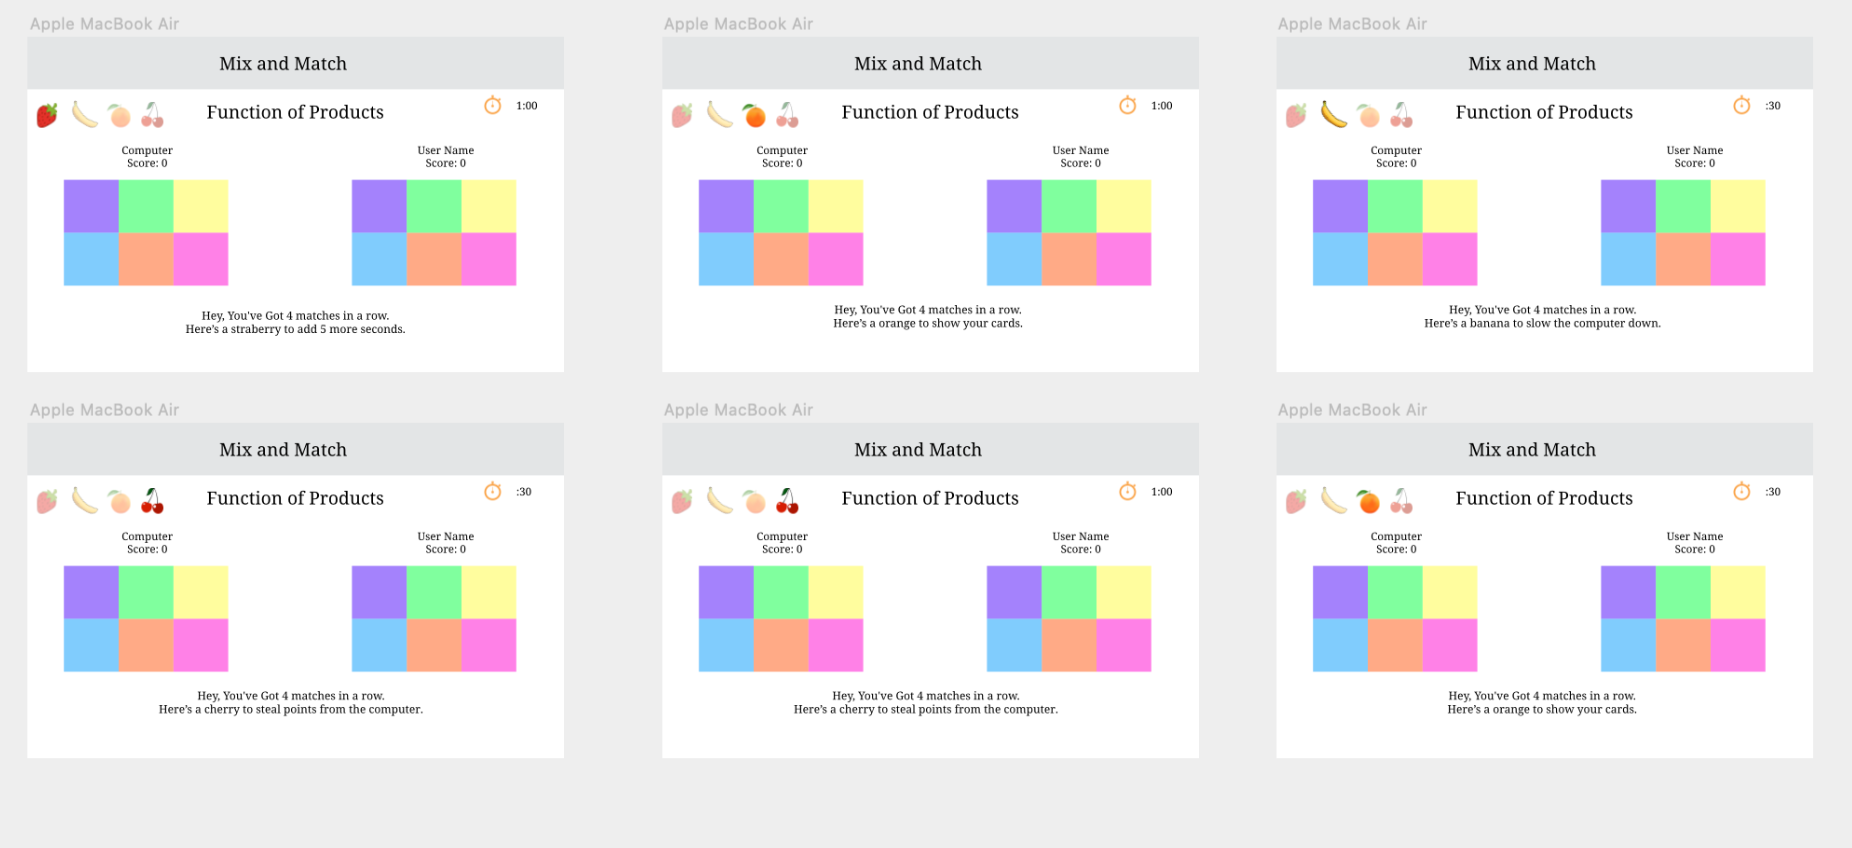 Apple MacBook Air
Mix and Match
Function of Products
1:00
Computer
Score: 0
User Name
Score: 0
Hey, You've Got 4 matches in a row.
Here's a straberry to add 5 more seconds.
Apple MacBook Air
Mix and Match
Function of Products
1:00
Computer
Score: 0
User Name
Score: 0
Hey, You've Got 4 matches in a row.
Here's a orange to show your cards.
Apple MacBook Air
Mix and Match
Function of Products
:30
Computer
Score: 0
User Name
Score: 0
Hey, You've Got 4 matches in a row.
Here's a banana to slow the computer down.
Apple MacBook Air
Mix and Match
Function of Products
:30
Computer
Score: 0
User Name
Score: 0
Hey, You've Got 4 matches in a row.
Here's a cherry to steal points from the computer.
Apple MacBook Air
Mix and Match
Function of Products
1:00
Computer
Score: 0
User Name
Score: 0
Hey, You've Got 4 matches in a row.
Here's a cherry to steal points from the computer.
Apple MacBook Air
Mix and Match
Function of Products
:30
Computer
Score: 0
User Name
Score: 0
Hey, You've Got 4 matches in a row.
Here's a orange to show your cards.